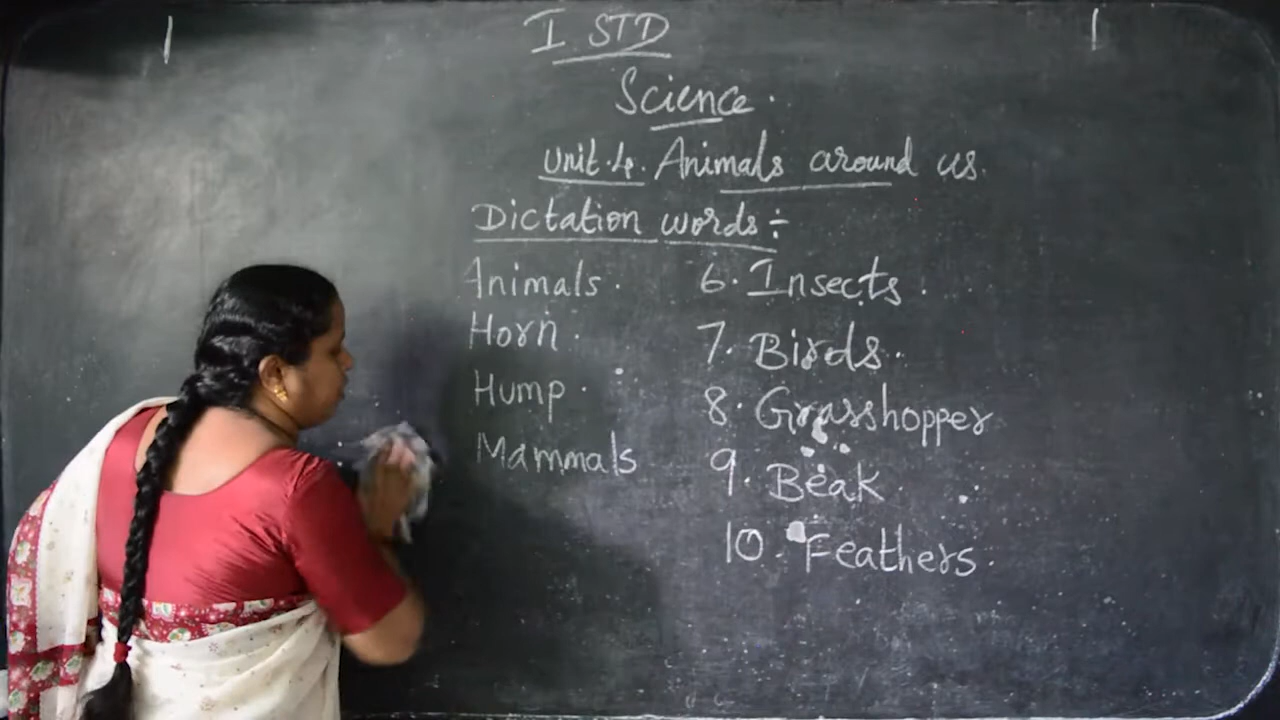 I STD
Science.
Unit.4. Animals around us.
Dictation words ÷
Animals. 6. Insects.
Horn. 7. Birds.
Hump. 8. Grasshopper
Mammals 9. Beak
10. Feathers.